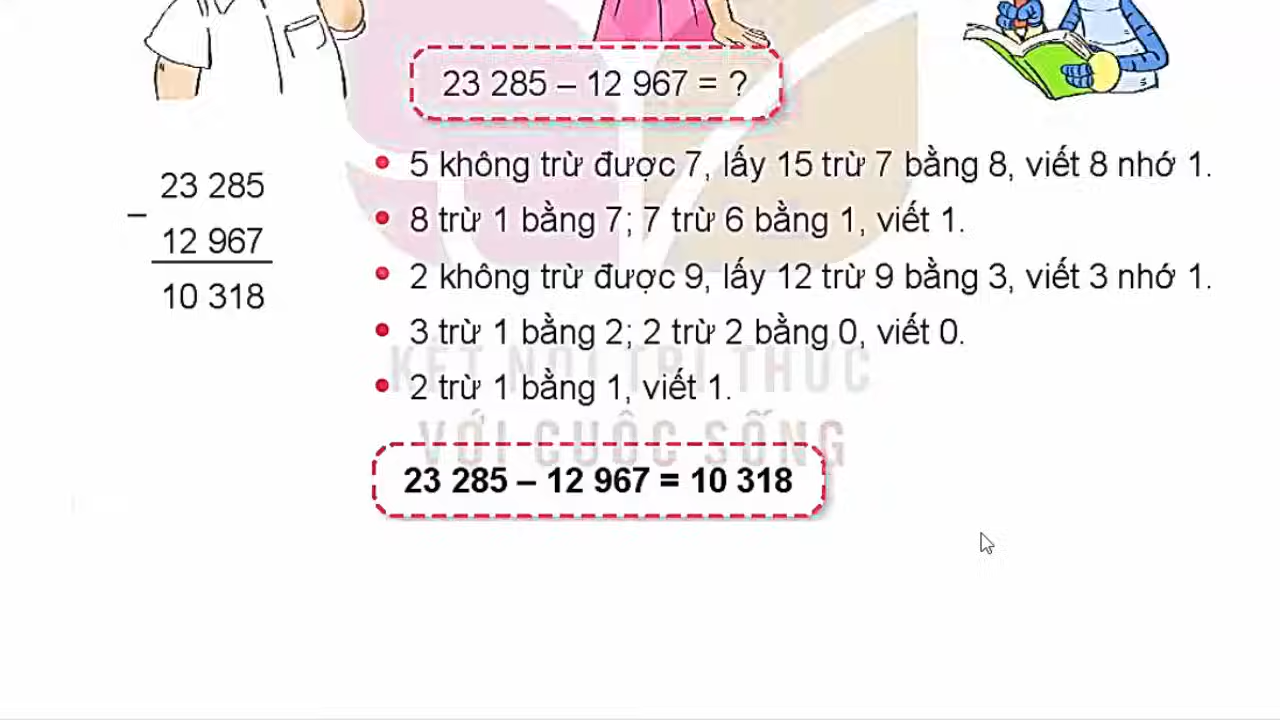 23 285 – 12 967 = ?
23 285
–
12 967
10 318
• 5 không trừ được 7, lấy 15 trừ 7 bằng 8, viết 8 nhớ 1.
• 8 trừ 1 bằng 7; 7 trừ 6 bằng 1, viết 1.
• 2 không trừ được 9, lấy 12 trừ 9 bằng 3, viết 3 nhớ 1.
• 3 trừ 1 bằng 2; 2 trừ 2 bằng 0, viết 0.
• 2 trừ 1 bằng 1, viết 1.
KẾT NỐI TRI THỨC
VỚI CUỘC SỐNG
23 285 – 12 967 = 10 318